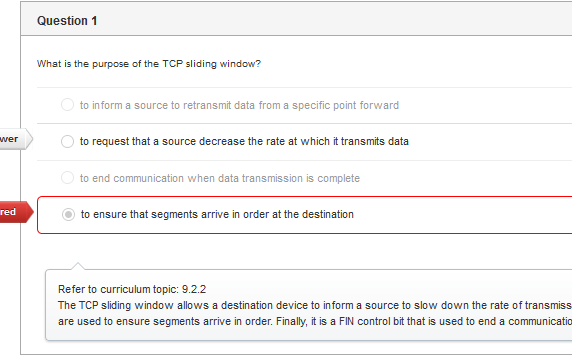 Question 1
What is the purpose of the TCP sliding window?
to inform a source to retransmit data from a specific point forward
wer
to request that a source decrease the rate at which it transmits data
to end communication when data transmission is complete
red
to ensure that segments arrive in order at the destination
Refer to curriculum topic: 9.2.2
The TCP sliding window allows a destination device to inform a source to slow down the rate of transmiss
are used to ensure segments arrive in order. Finally, it is a FIN control bit that is used to end a communicatio